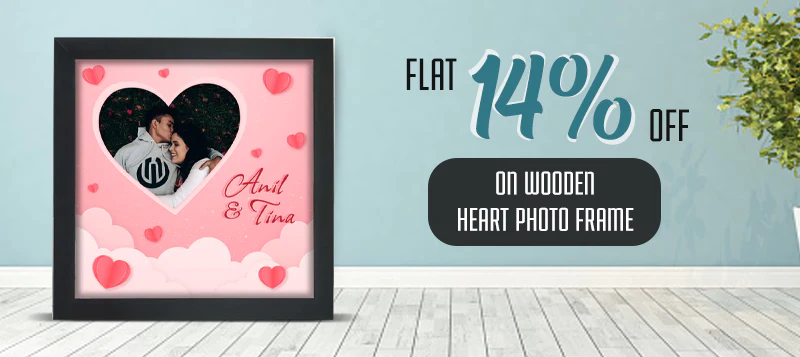 Anil
& Tina
FLAT
14%
OFF
ON WOODEN
HEART PHOTO FRAME